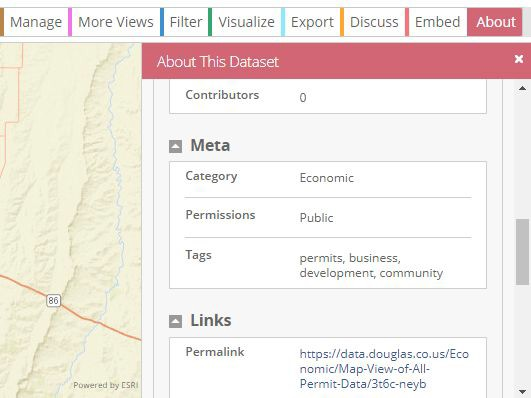 Manage More Views Filter Visualize Export Discuss Embed About
About This Dataset
Contributors 0
Meta
Category Economic
Permissions Public
Tags permits, business,
development, community
Links
Permalink https://data.douglas.co.us/Eco
nomic/Map-View-of-All-
Permit-Data/3t6c-neyb
86
Powered by ESRI